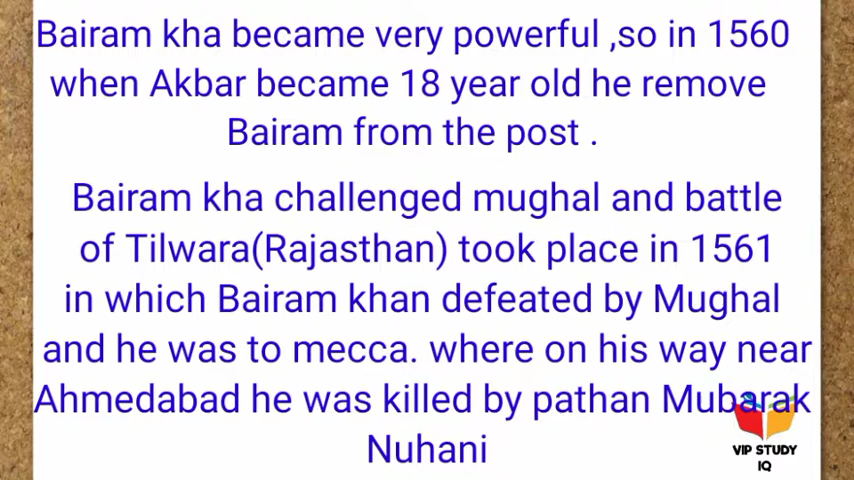 Bairam kha became very powerful ,so in 1560
when Akbar became 18 year old he remove
Bairam from the post .
Bairam kha challenged mughal and battle
of Tilwara(Rajasthan) took place in 1561
in which Bairam khan defeated by Mughal
and he was to mecca. where on his way near
Ahmedabad he was killed by pathan Mubarak
Nuhani
VIP STUDY
IQ